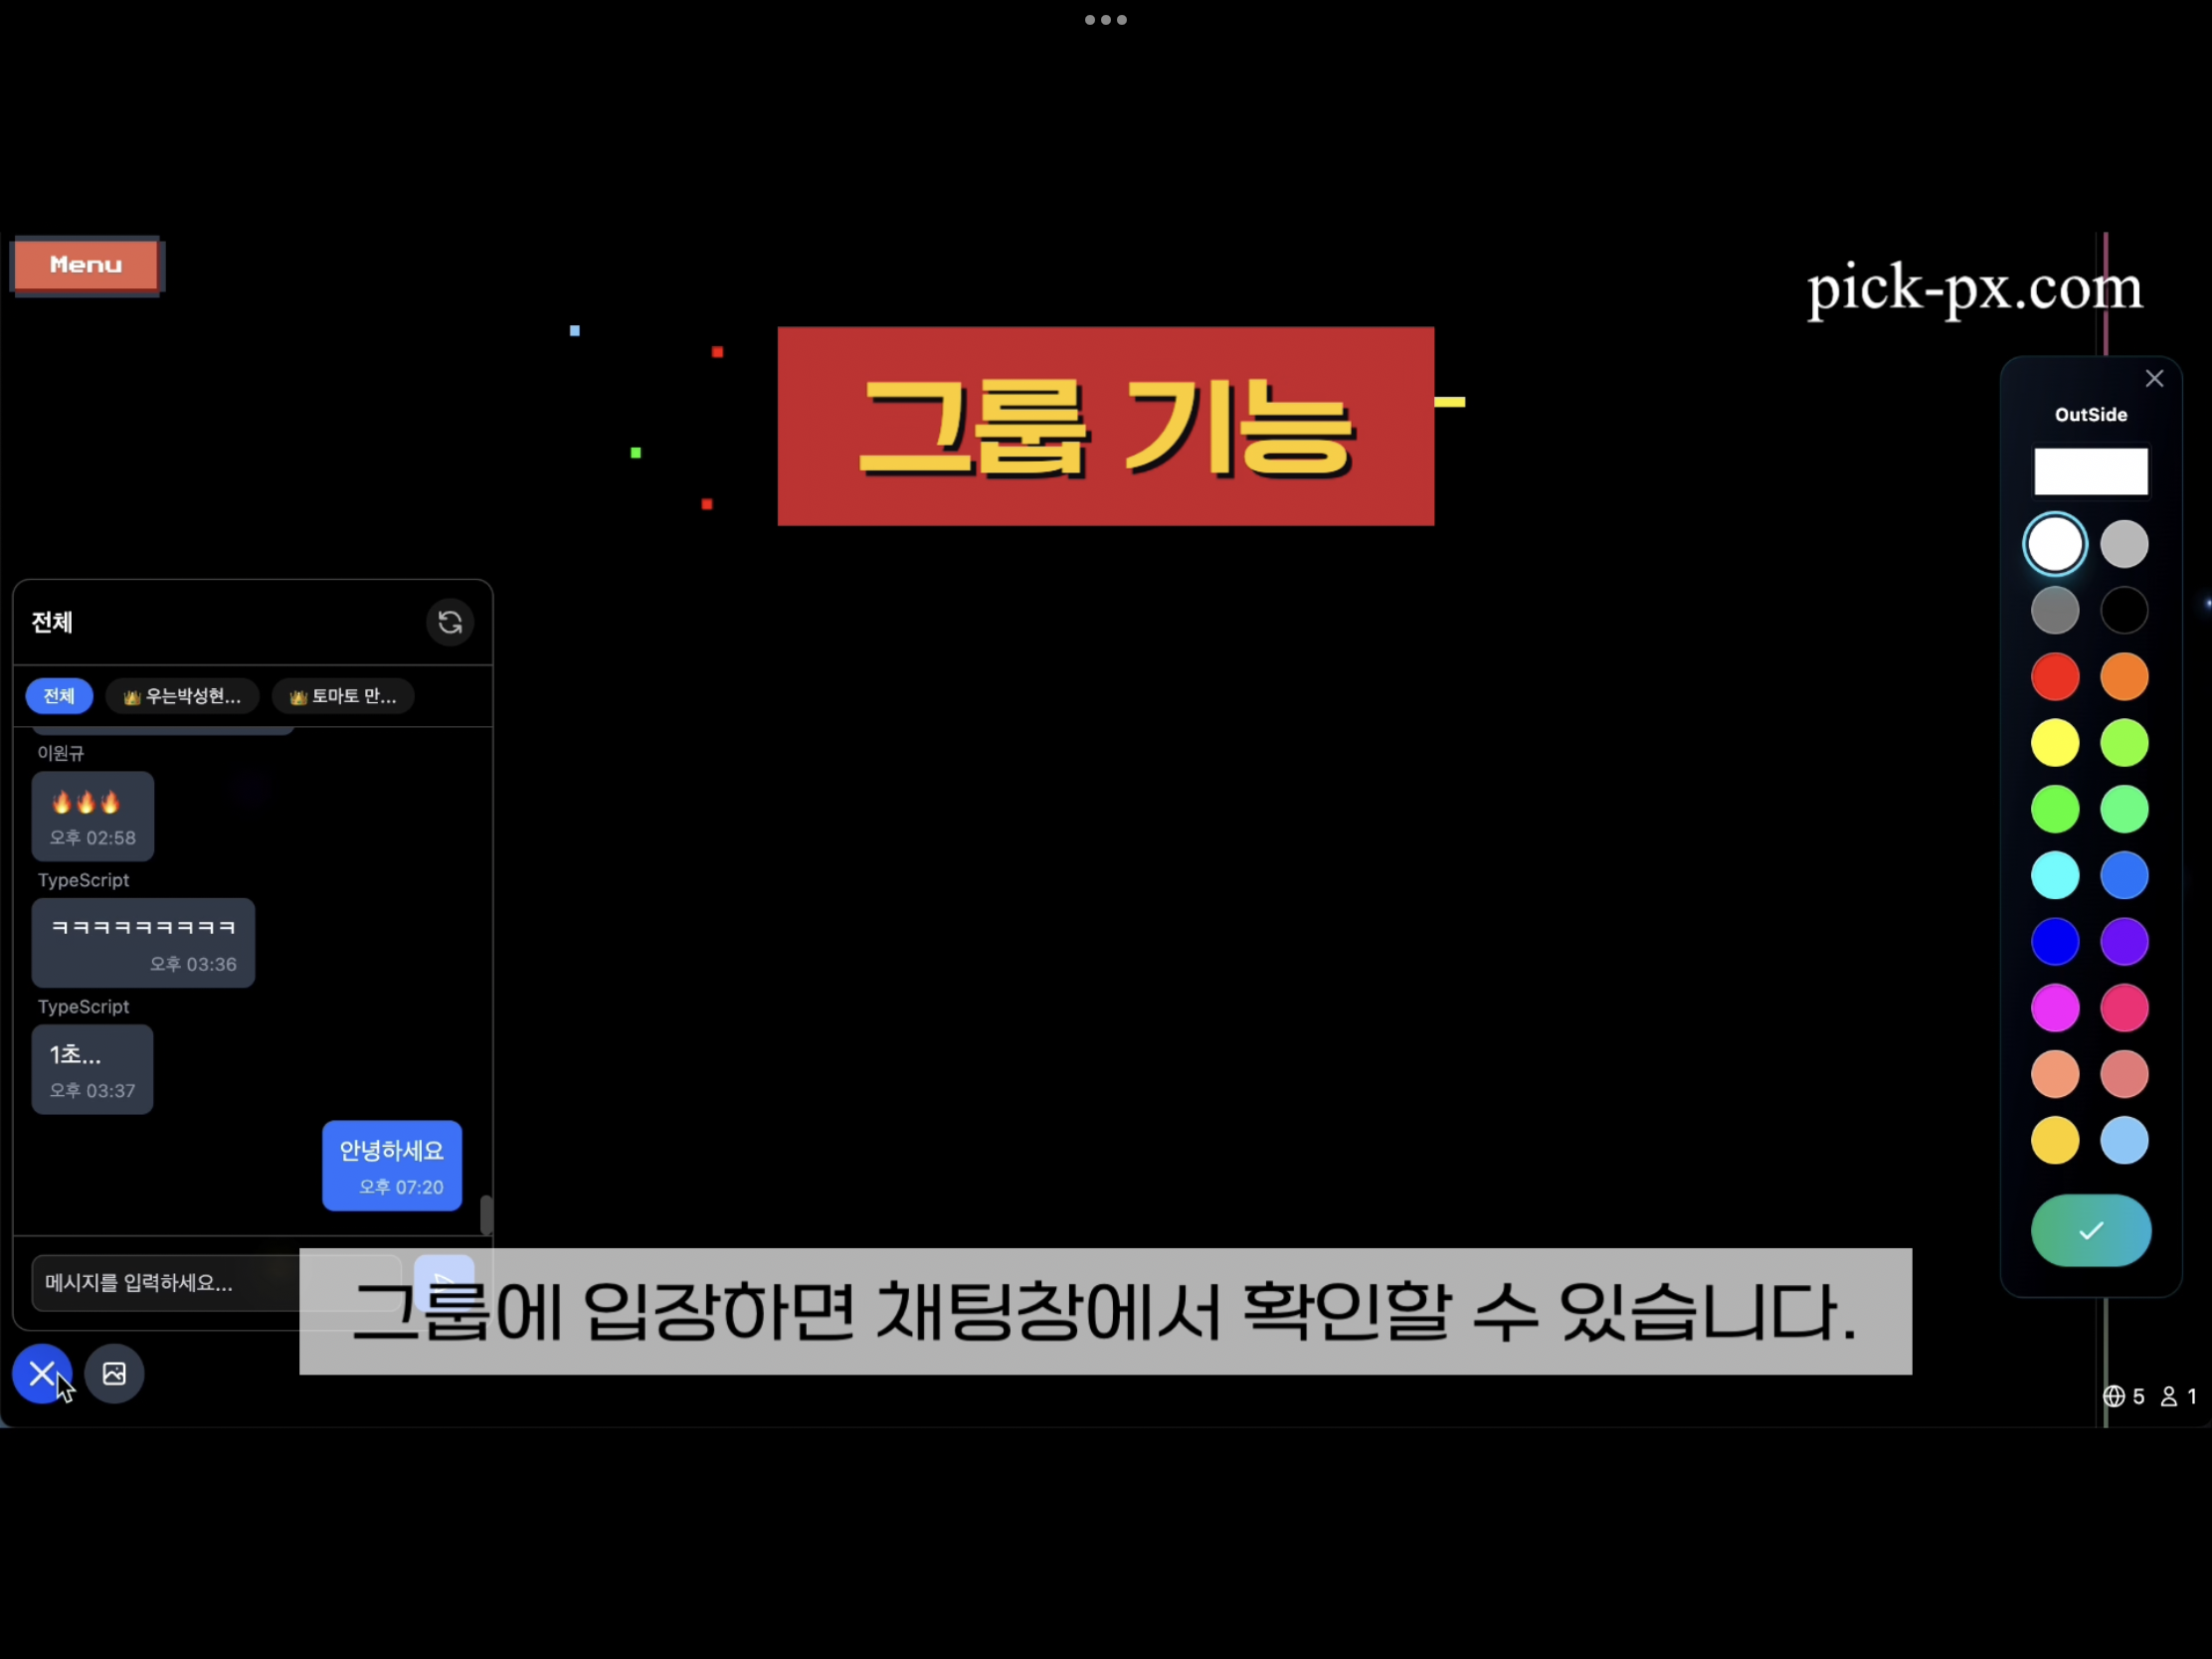 Menu
pick-px.com
그룹 기능
OutSide
전체
전체
👑 우는박성현...
👑 토마토 만...
이원규
🔥🔥🔥
오후 02:58
TypeScript
ㅋㅋㅋㅋㅋㅋㅋㅋㅋ
오후 03:36
TypeScript
1초...
오후 03:37
안녕하세요
오후 07:20
메시지를 입력하세요...
그룹에 입장하면 채팅창에서 확인할 수 있습니다.
5 1